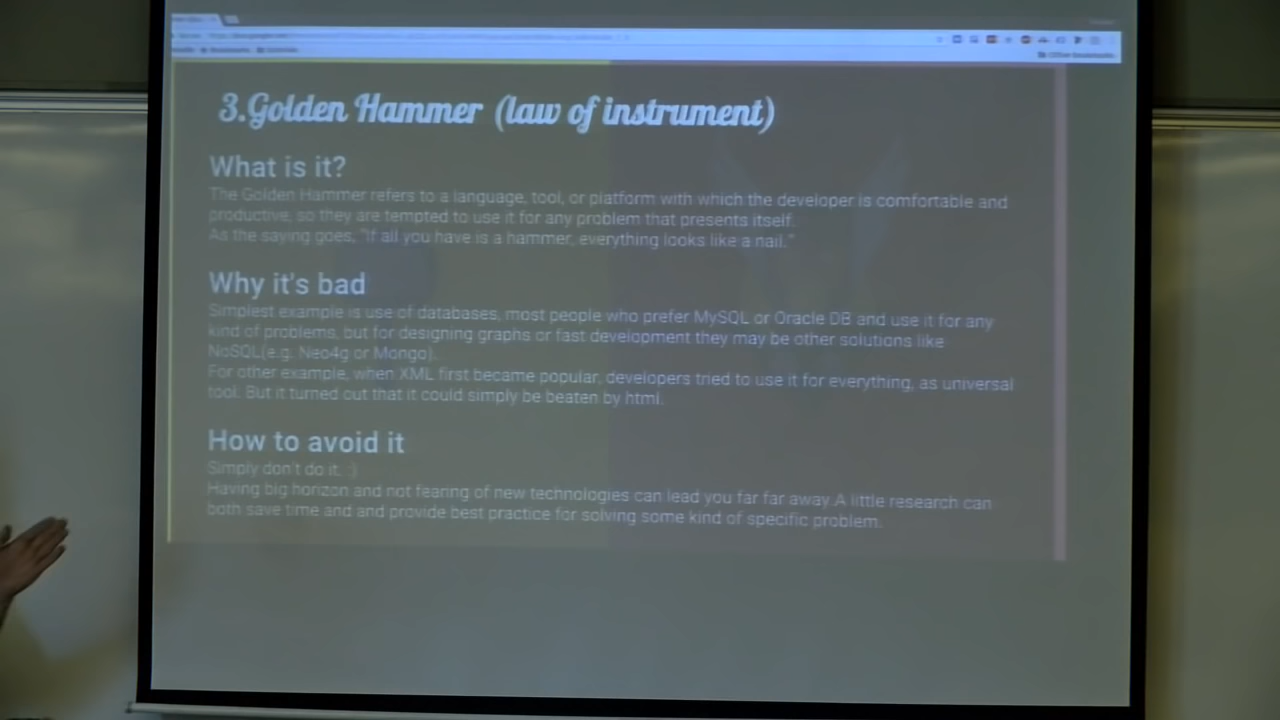 3.Golden Hammer (law of instrument)
What is it?
The Golden Hammer refers to a language, tool, or platform with which the developer is comfortable and
productive, so they are tempted to use it for any problem that presents itself.
As the saying goes, "If all you have is a hammer, everything looks like a nail."
Why it's bad
Simplest example is use of databases, most people who prefer MySQL or Oracle DB and use it for any
kind of problems, but for designing graphs or fast development they may be other solutions like
NoSQL(e.g. Neo4g or Mongo).
For other example, when XML first became popular, developers tried to use it for everything, as universal
tool. But it turned out that it could simply be beaten by html.
How to avoid it
Simply don't do it. :)
Having big horizon and not fearing of new technologies can lead you far far away.A little research can
both save time and and provide best practice for solving some kind of specific problem.